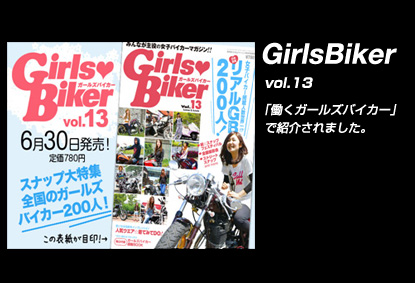 Girls♥
ガールズバイカー
Biker
vol.13
6月30日発売!
定価780円
スナップ大特集
全国のガールズ
バイカー200人!
この表紙が目印!→
みんなが主役の女子バイカーマガジン!!
Girls♥
ガールズバイカー
Biker
Vol.13
リアルGB
200人!
GirlsBiker
vol.13
「働くガールズバイカー」
で紹介されました。